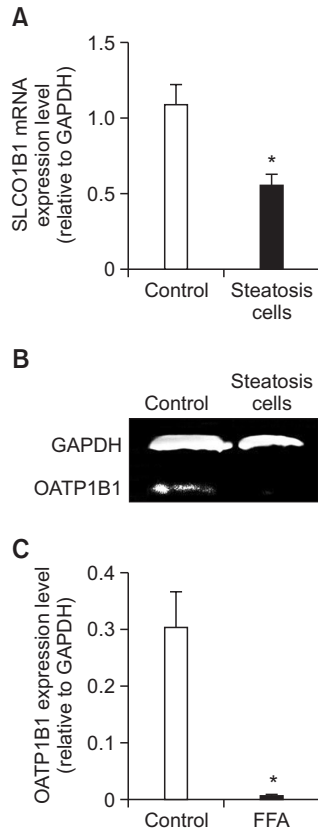 A
SLCO1B1 mRNA
expression level
(relative to GAPDH)
1.5
1.0
0.5
0
*
Control
Steatosis
cells
B
Control
Steatosis
cells
GAPDH
OATP1B1
C
OATP1B1 expression level
(relative to GAPDH)
0.4
0.3
0.2
0.1
0
*
Control
FFA